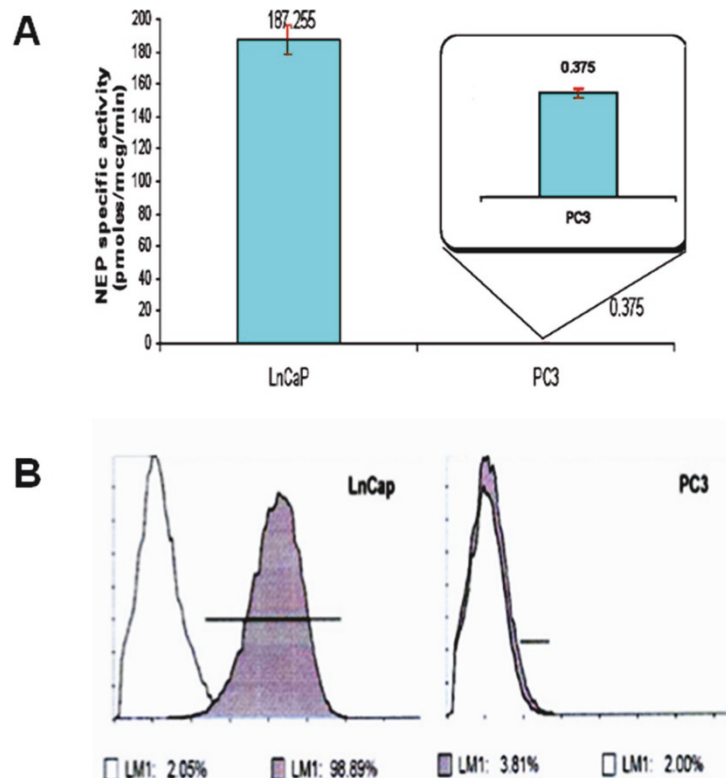 A
NEP specific activity
(pmoles/mcg/min)
200
180
160
140
120
100
80
60
40
20
0
187.255
LnCaP
PC3
0.375
0.375
PC3
B
LnCap
PC3
LM1: 2.05%
LM1: 98.89%
LM1: 3.81%
LM1: 2.00%